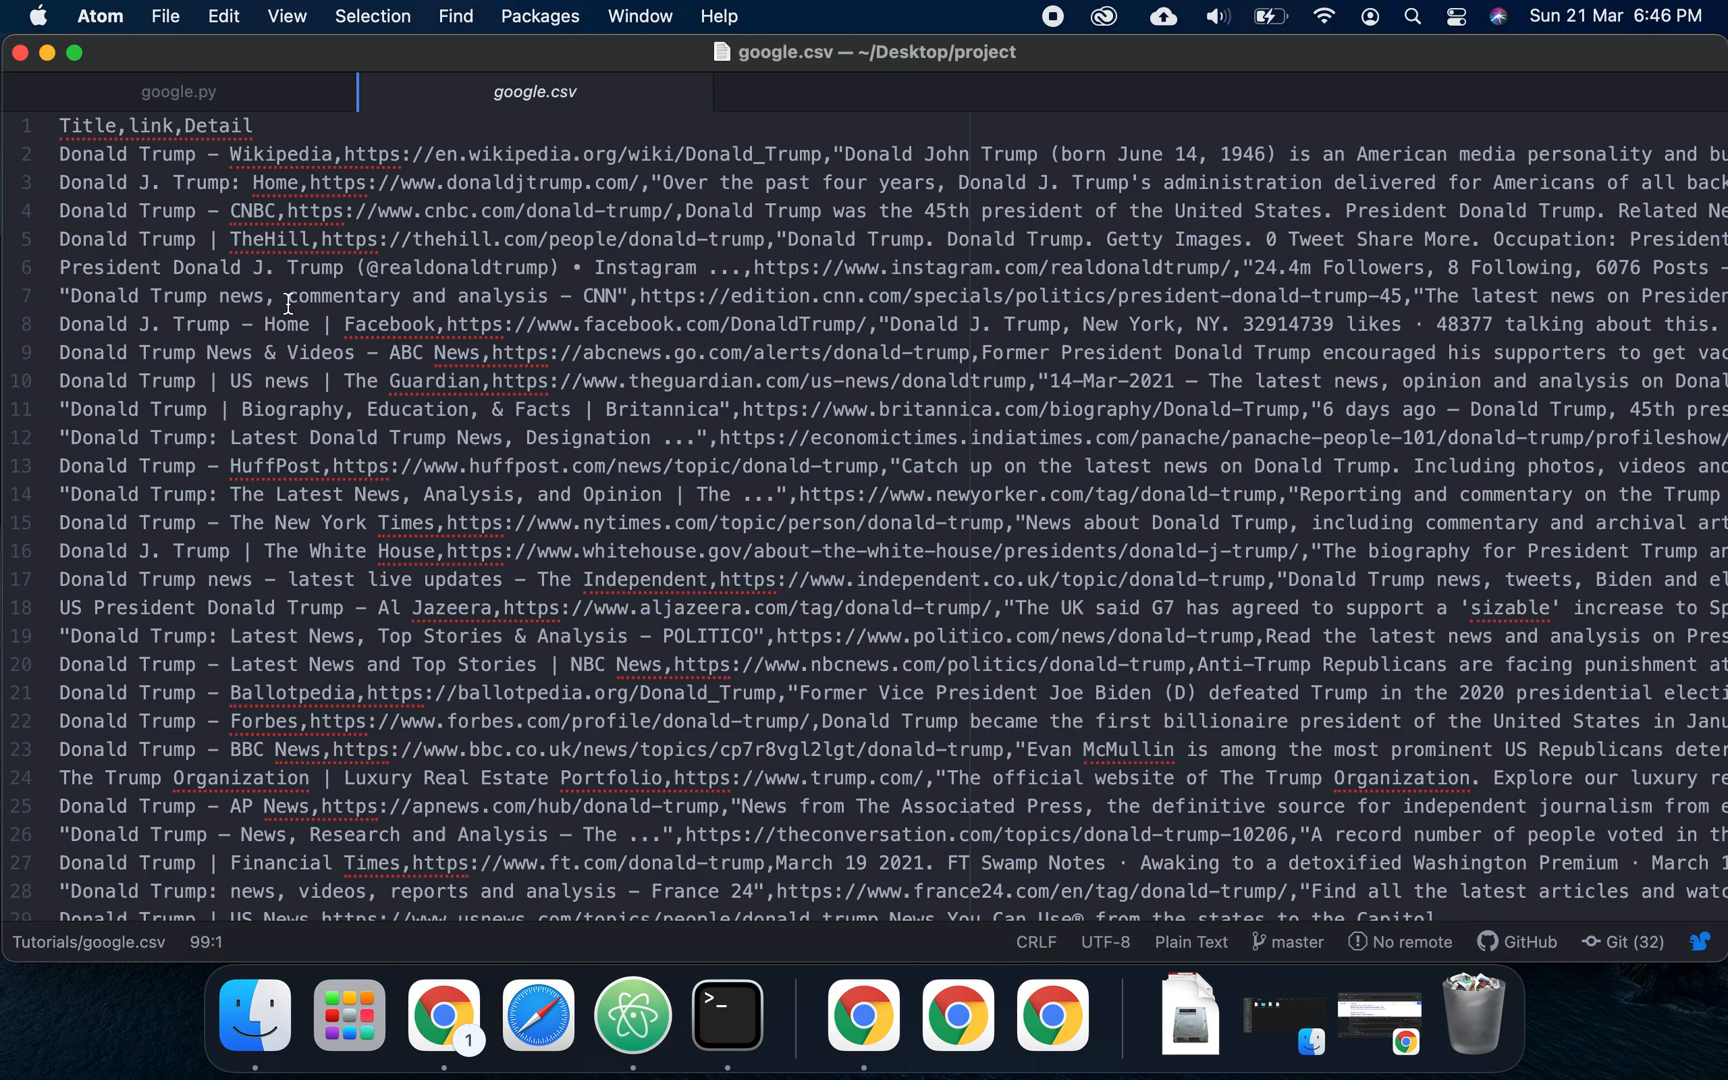 Atom File Edit View Selection Find Packages Window Help Sun 21 Mar 6:46 PM
google.csv — ~/Desktop/project
google.py google.csv
1 Title,link,Detail
2 Donald Trump - Wikipedia,https://en.wikipedia.org/wiki/Donald_Trump,"Donald John Trump (born June 14, 1946) is an American media personality and bu
3 Donald J. Trump: Home,https://www.donaldjtrump.com/,"Over the past four years, Donald J. Trump's administration delivered for Americans of all back
4 Donald Trump - CNBC,https://www.cnbc.com/donald-trump/,Donald Trump was the 45th president of the United States. President Donald Trump. Related Ne
5 Donald Trump | TheHill,https://thehill.com/people/donald-trump,"Donald Trump. Donald Trump. Getty Images. 0 Tweet Share More. Occupation: President
6 President Donald J. Trump (@realdonaldtrump) • Instagram ...,https://www.instagram.com/realdonaldtrump/,"24.4m Followers, 8 Following, 6076 Posts -
7 "Donald Trump news, commentary and analysis - CNN",https://edition.cnn.com/specials/politics/president-donald-trump-45,"The latest news on Presiden
8 Donald J. Trump - Home | Facebook,https://www.facebook.com/DonaldTrump/,"Donald J. Trump, New York, NY. 32914739 likes · 48377 talking about this.
9 Donald Trump News & Videos - ABC News,https://abcnews.go.com/alerts/donald-trump,Former President Donald Trump encouraged his supporters to get vac
10 Donald Trump | US news | The Guardian,https://www.theguardian.com/us-news/donaldtrump,"14-Mar-2021 — The latest news, opinion and analysis on Donal
11 "Donald Trump | Biography, Education, & Facts | Britannica",https://www.britannica.com/biography/Donald-Trump,"6 days ago — Donald Trump, 45th pres
12 "Donald Trump: Latest Donald Trump News, Designation ...",https://economictimes.indiatimes.com/panache/panache-people-101/donald-trump/profileshow/
13 Donald Trump - HuffPost,https://www.huffpost.com/news/topic/donald-trump,"Catch up on the latest news on Donald Trump. Including photos, videos and
14 "Donald Trump: The Latest News, Analysis, and Opinion | The ...",https://www.newyorker.com/tag/donald-trump,"Reporting and commentary on the Trump
15 Donald Trump - The New York Times,https://www.nytimes.com/topic/person/donald-trump,"News about Donald Trump, including commentary and archival art
16 Donald J. Trump | The White House,https://www.whitehouse.gov/about-the-white-house/presidents/donald-j-trump/,"The biography for President Trump an
17 Donald Trump news - latest live updates - The Independent,https://www.independent.co.uk/topic/donald-trump,"Donald Trump news, tweets, Biden and el
18 US President Donald Trump - Al Jazeera,https://www.aljazeera.com/tag/donald-trump/,"The UK said G7 has agreed to support a 'sizable' increase to Sp
19 "Donald Trump: Latest News, Top Stories & Analysis - POLITICO",https://www.politico.com/news/donald-trump,Read the latest news and analysis on Pres
20 Donald Trump - Latest News and Top Stories | NBC News,https://www.nbcnews.com/politics/donald-trump,Anti-Trump Republicans are facing punishment at
21 Donald Trump - Ballotpedia,https://ballotpedia.org/Donald_Trump,"Former Vice President Joe Biden (D) defeated Trump in the 2020 presidential electi
22 Donald Trump - Forbes,https://www.forbes.com/profile/donald-trump/,Donald Trump became the first billionaire president of the United States in Janu
23 Donald Trump - BBC News,https://www.bbc.co.uk/news/topics/cp7r8vgl2lgt/donald-trump,"Evan McMullin is among the most prominent US Republicans deter
24 The Trump Organization | Luxury Real Estate Portfolio,https://www.trump.com/,"The official website of The Trump Organization. Explore our luxury re
25 Donald Trump - AP News,https://apnews.com/hub/donald-trump,"News from The Associated Press, the definitive source for independent journalism from e
26 "Donald Trump — News, Research and Analysis — The ...",https://theconversation.com/topics/donald-trump-10206,"A record number of people voted in th
27 Donald Trump | Financial Times,https://www.ft.com/donald-trump,March 19 2021. FT Swamp Notes · Awaking to a detoxified Washington Premium · March 1
28 "Donald Trump: news, videos, reports and analysis - France 24",https://www.france24.com/en/tag/donald-trump/,"Find all the latest articles and watc
29 Donald Trump | US News,https://www.usnews.com/topics/people/donald_trump,News You Can Use® from the states to the Capitol
Tutorials/google.csv 99:1 CRLF UTF-8 Plain Text master No remote GitHub Git (32)
>_
1